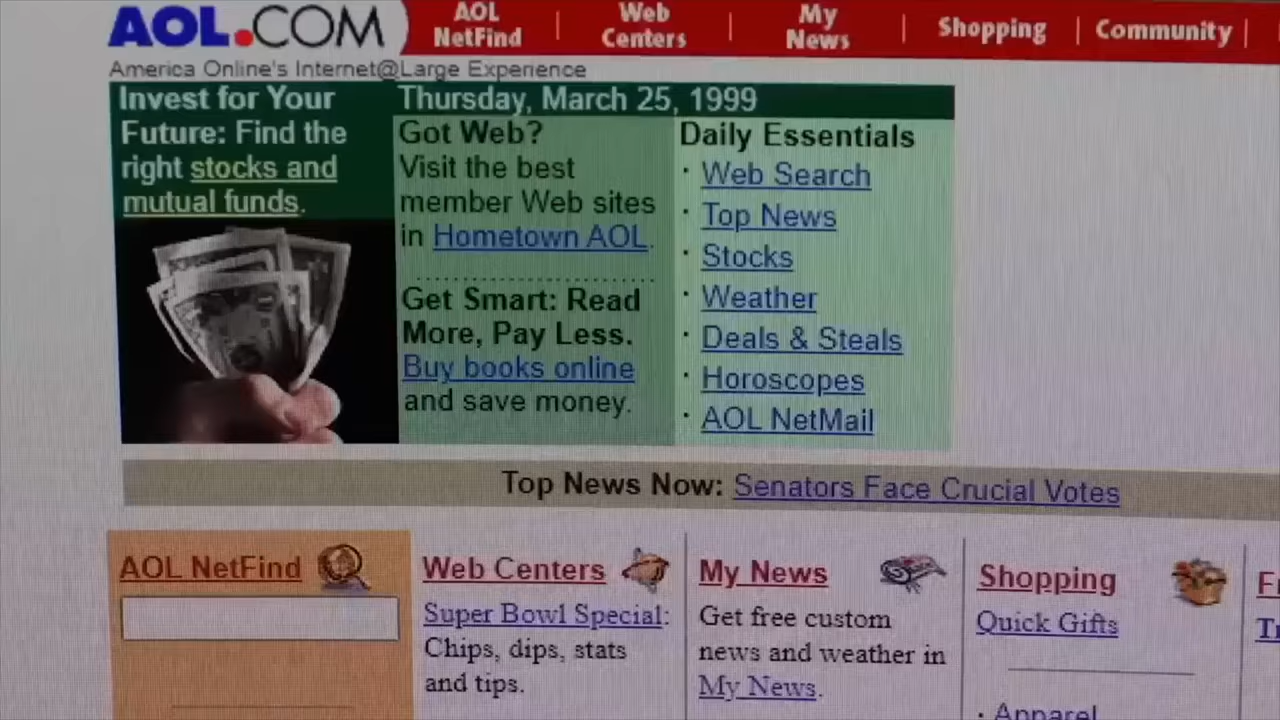 AOL.COM
AOL NetFind
Web Centers
My News
Shopping
Community
America Online's Internet@Large Experience
Invest for Your
Future: Find the
right stocks and
mutual funds.
Thursday, March 25, 1999
Got Web?
Visit the best
member Web sites
in Hometown AOL.
Get Smart: Read
More, Pay Less.
Buy books online
and save money.
Daily Essentials
· Web Search
· Top News
· Stocks
· Weather
· Deals & Steals
· Horoscopes
· AOL NetMail
Top News Now: Senators Face Crucial Votes
AOL NetFind
Web Centers
Super Bowl Special:
Chips, dips, stats
and tips.
My News
Get free custom
news and weather in
My News.
Shopping
Quick Gifts
· Apparel